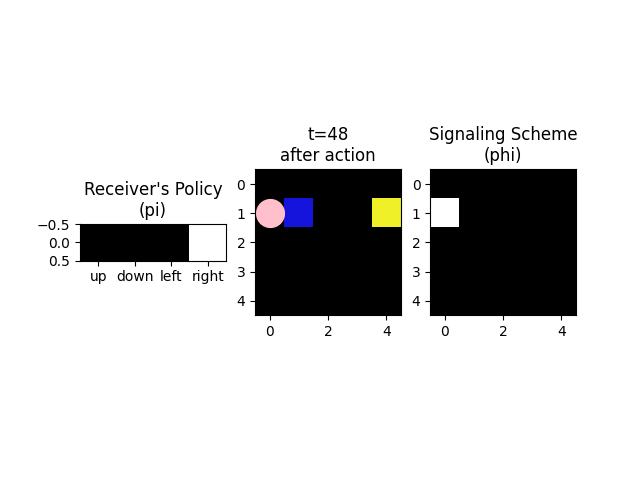 Receiver's Policy
(pi)
−0.5
0.0
0.5
up down left right
t=48
after action
0
1
2
3
4
0 2 4
Signaling Scheme
(phi)
0
1
2
3
4
0 2 4